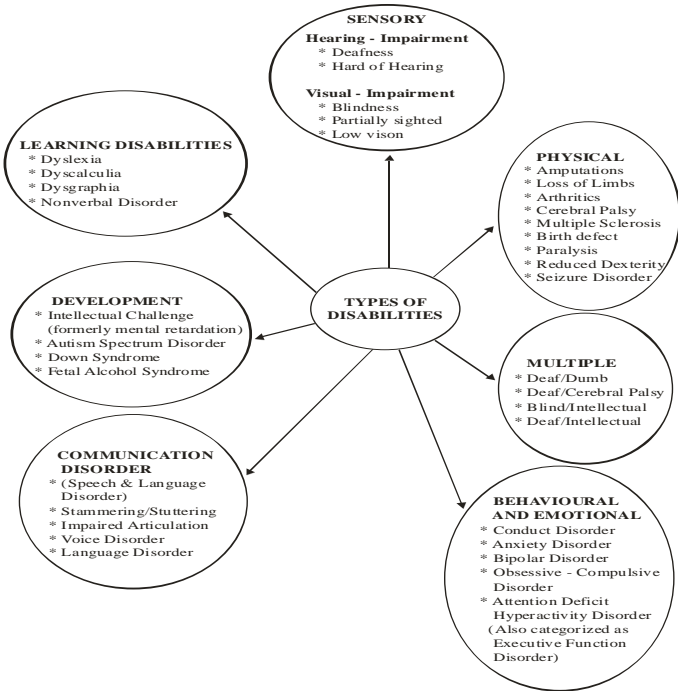 SENSORY
Hearing - Impairment
* Deafness
* Hard of Hearing
Visual - Impairment
* Blindness
* Partially sighted
* Low vison
LEARNING DISABILITIES
* Dyslexia
* Dyscalculia
* Dysgraphia
* Nonverbal Disorder
PHYSICAL
* Amputations
* Loss of Limbs
* Arthritics
* Cerebral Palsy
* Multiple Sclerosis
* Birth defect
* Paralysis
* Reduced Dexterity
* Seizure Disorder
TYPES OF
DISABILITIES
DEVELOPMENT
* Intellectual Challenge
(formerly mental retardation)
* Autism Spectrum Disorder
* Down Syndrome
* Fetal Alcohol Syndrome
MULTIPLE
* Deaf/Dumb
* Deaf/Cerebral Palsy
* Blind/Intellectual
* Deaf/Intellectual
COMMUNICATION
DISORDER
* (Speech & Language
Disorder)
* Stammering/Stuttering
* Impaired Articulation
* Voice Disorder
* Language Disorder
BEHAVIOURAL
AND EMOTIONAL
* Conduct Disorder
* Anxiety Disorder
* Bipolar Disorder
* Obsessive - Compulsive
Disorder
* Attention Deficit
Hyperactivity Disorder
(Also categorized as
Executive Function
Disorder)